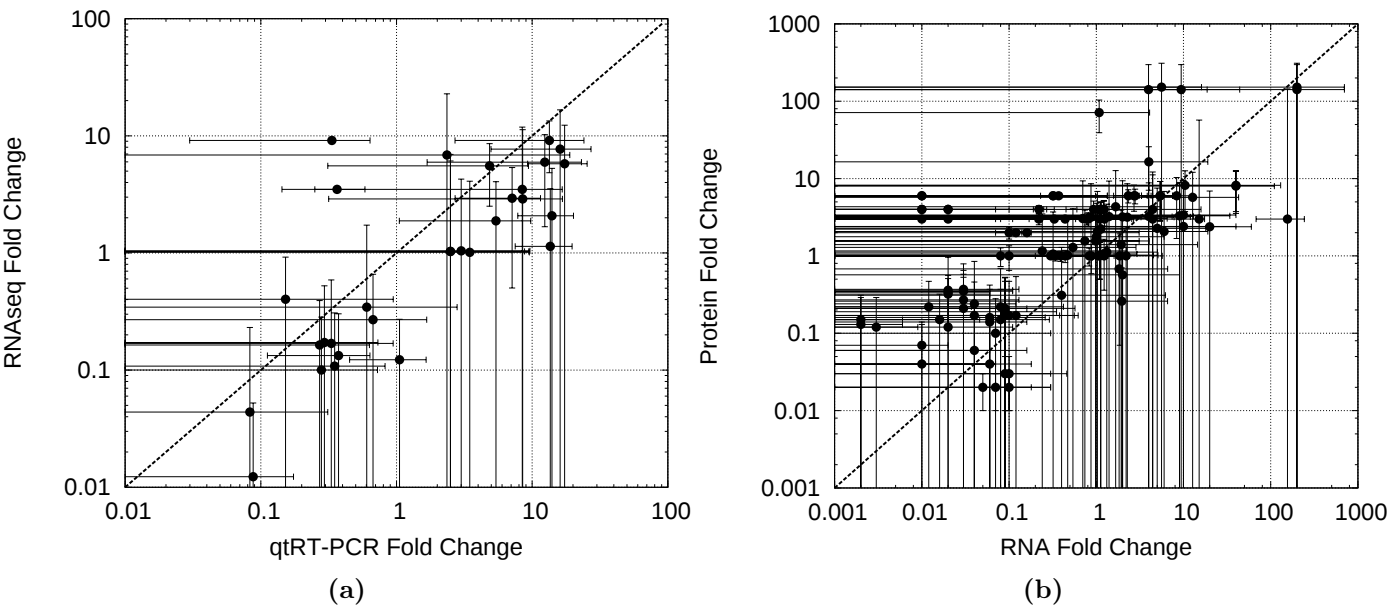 100
10
1
0.1
0.01
RNAseq Fold Change
0.01 0.1 1 10 100
qtRT-PCR Fold Change
(a)
1000
100
10
1
0.1
0.01
0.001
Protein Fold Change
0.001 0.01 0.1 1 10 100 1000
RNA Fold Change
(b)